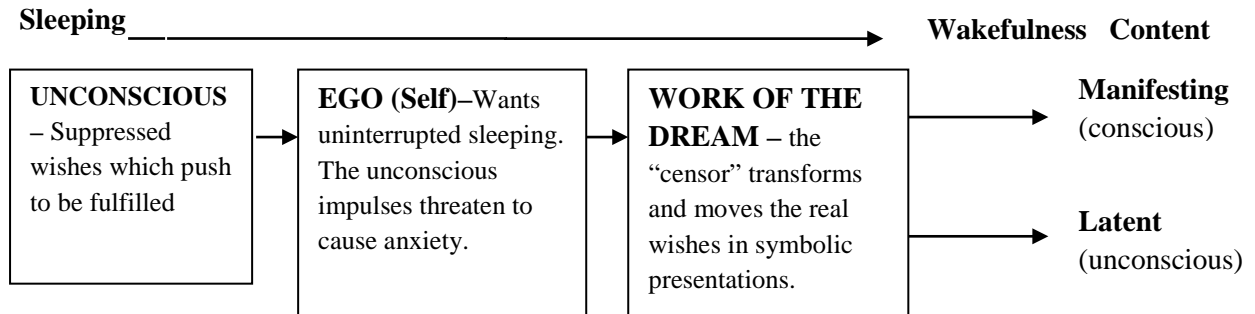 Sleeping
Wakefulness Content
UNCONSCIOUS
– Suppressed
wishes which push
to be fulfilled
EGO (Self)–Wants
uninterrupted sleeping.
The unconscious
impulses threaten to
cause anxiety.
WORK OF THE
DREAM – the
“censor” transforms
and moves the real
wishes in symbolic
presentations.
Manifesting
(conscious)
Latent
(unconscious)